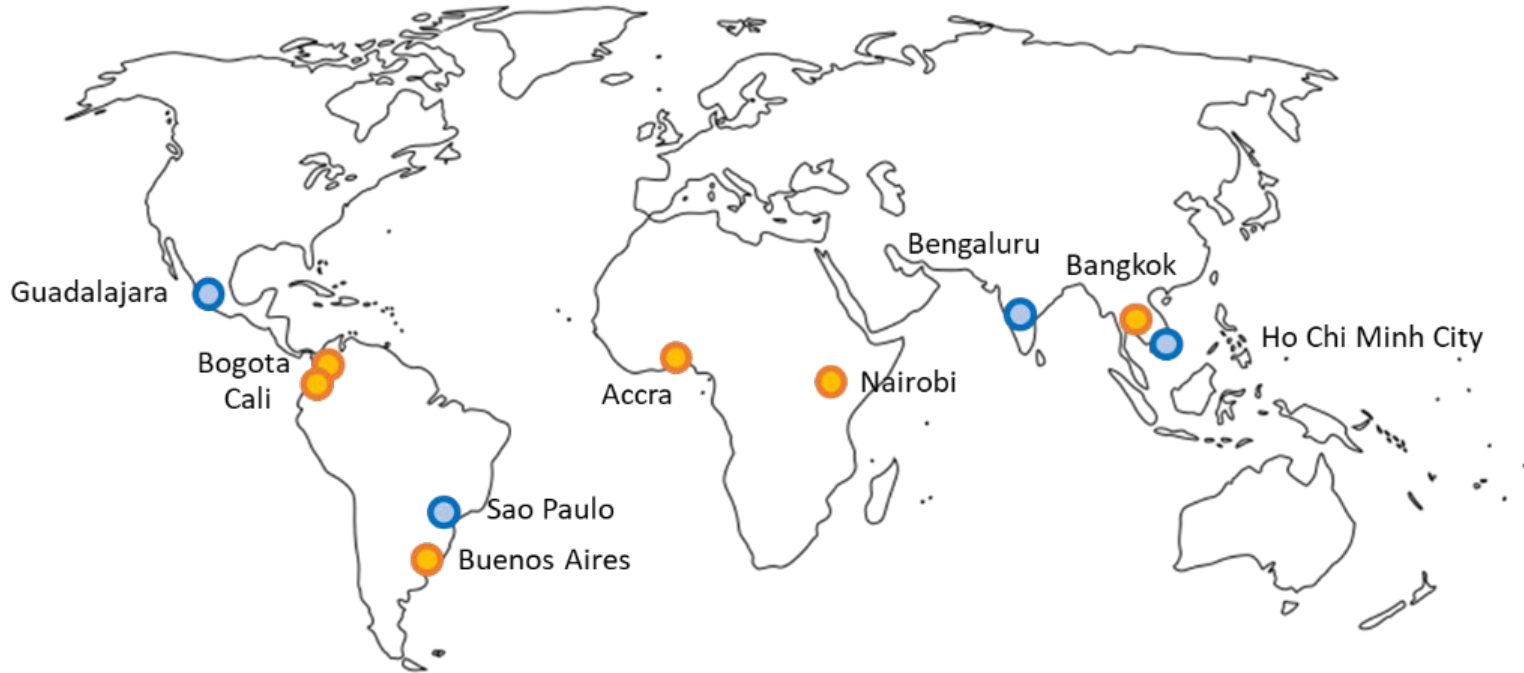 Bengaluru
Bangkok
Guadalajara
Ho Chi Minh City
Bogota
Cali
Accra
Nairobi
Sao Paulo
Buenos Aires